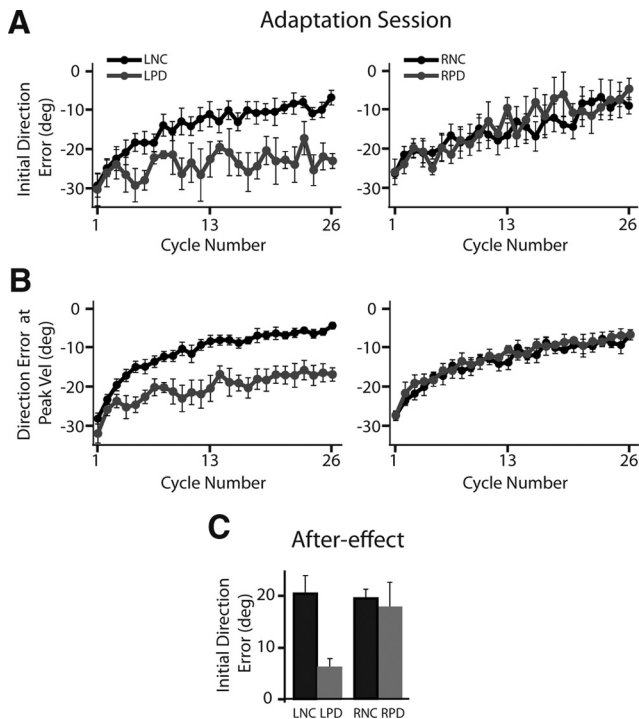 A
Adaptation Session
LNC
LPD
RNC
RPD
Initial Direction
Error (deg)
0
-10
-20
-30
1
13
26
Cycle Number
1
13
26
Cycle Number
B
Direction Error at
Peak Vel (deg)
0
-10
-20
-30
1
13
26
Cycle Number
0
-10
-20
-30
1
13
26
Cycle Number
0
-10
-20
-30
C
After-effect
Initial Direction
Error (deg)
20
10
0
LNC LPD RNC RPD